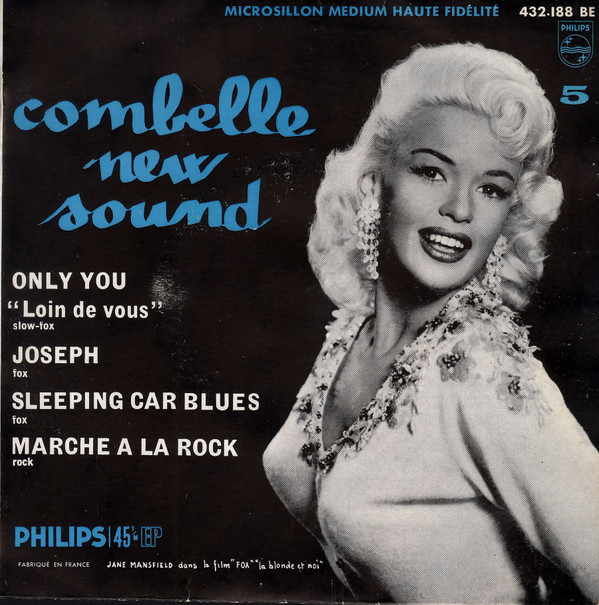 MICROSILLON MEDIUM HAUTE FIDÉLITÉ 432.188 BE
PHILIPS
5
combelle
new
sound
ONLY YOU
“Loin de vous”
slow-fox
JOSEPH
fox
SLEEPING CAR BLUES
fox
MARCHE A LA ROCK
rock
PHILIPS 45t. EP
FABRIQUÉ EN FRANCE JANE MANSFIELD dans le film "FOX" "la blonde et moi"